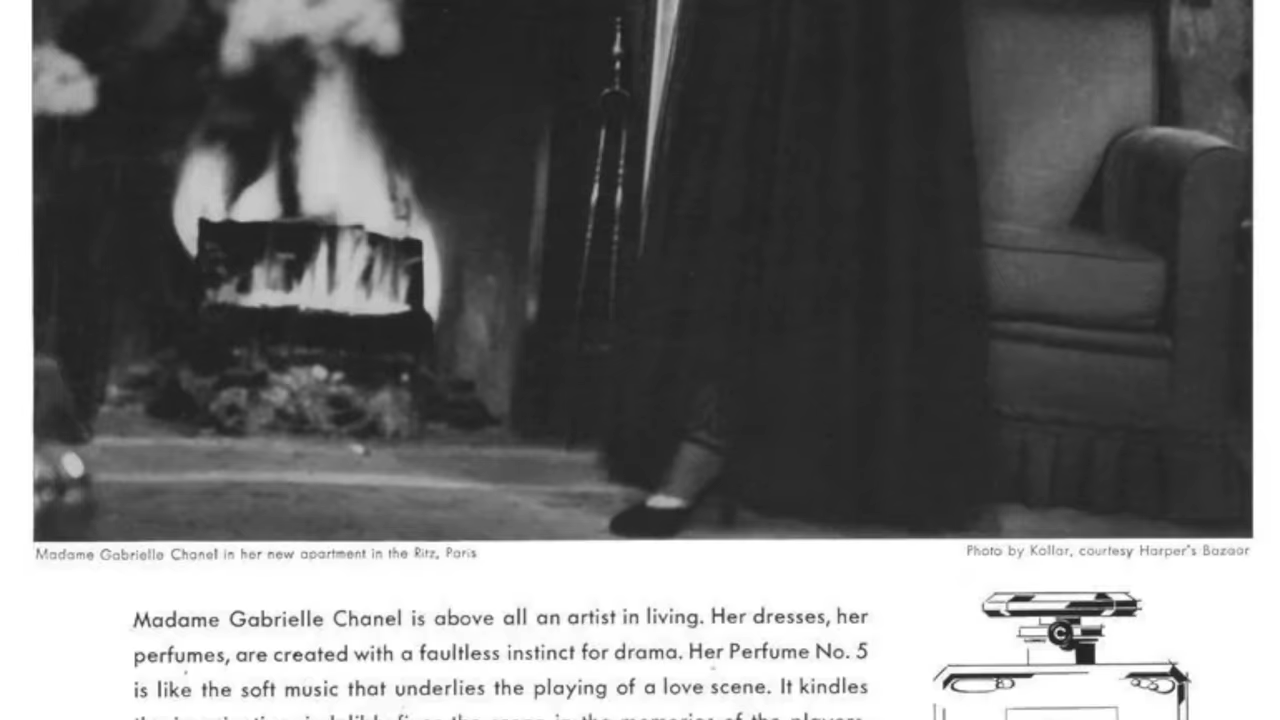 Madame Gabrielle Chanel in her new apartment in the Ritz, Paris
Photo by Kollar, courtesy Harper's Bazaar
Madame Gabrielle Chanel is above all an artist in living. Her dresses, her
perfumes, are created with a faultless instinct for drama. Her Perfume No. 5
is like the soft music that underlies the playing of a love scene. It kindles